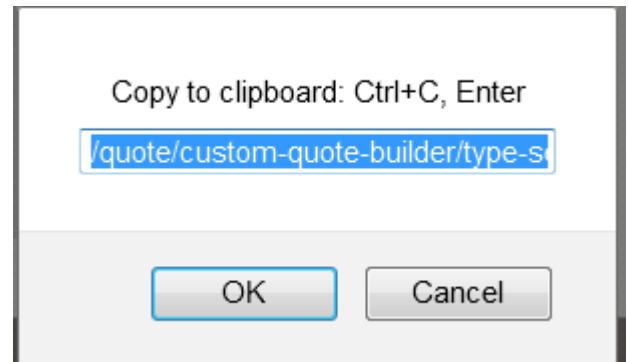 Copy to clipboard: Ctrl+C, Enter
/quote/custom-quote-builder/type-s
OK Cancel